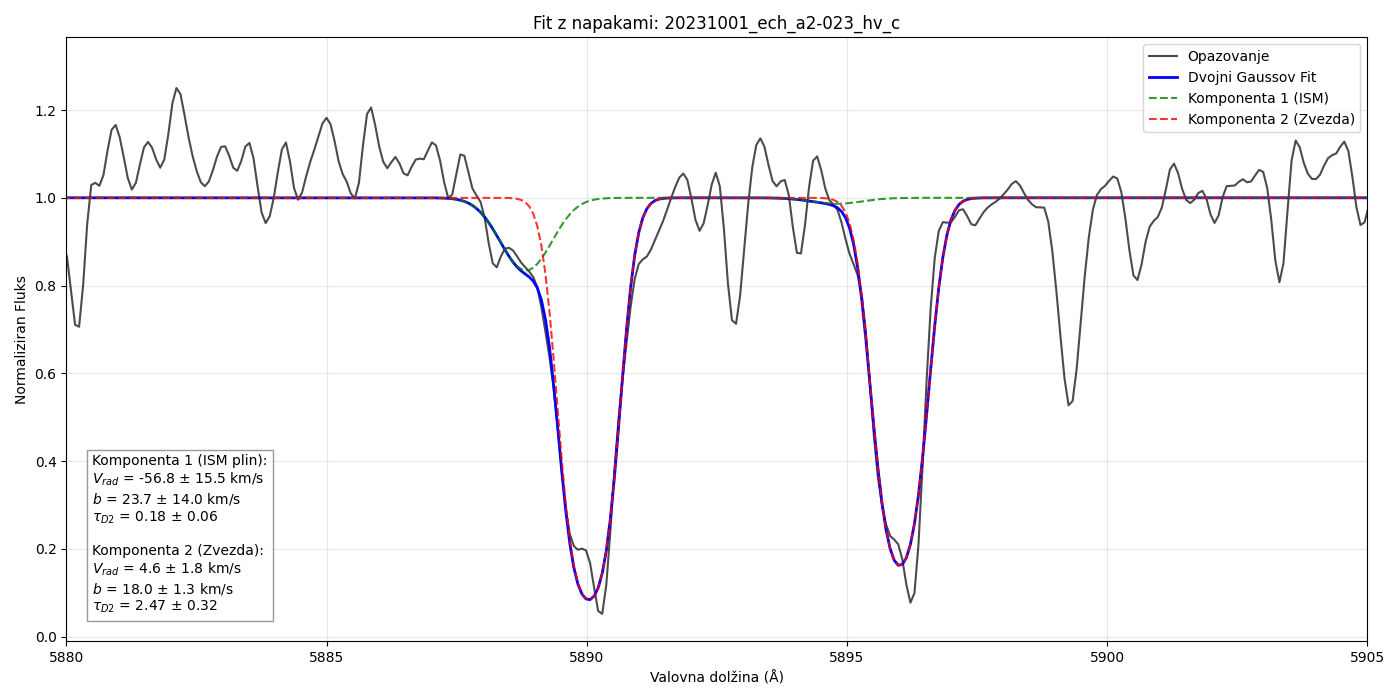 Fit z napakami: 20231001_ech_a2-023_hv_c
Normaliziran Fluks
1.2
1.0
0.8
0.6
0.4
0.2
0.0
Opazovanje
Dvojni Gaussov Fit
Komponenta 1 (ISM)
Komponenta 2 (Zvezda)
Komponenta 1 (ISM plin):
V_rad = -56.8 ± 15.5 km/s
b = 23.7 ± 14.0 km/s
τ_D2 = 0.18 ± 0.06
Komponenta 2 (Zvezda):
V_rad = 4.6 ± 1.8 km/s
b = 18.0 ± 1.3 km/s
τ_D2 = 2.47 ± 0.32
5880 5885 5890 5895 5900 5905
Valovna dolžina (Å)